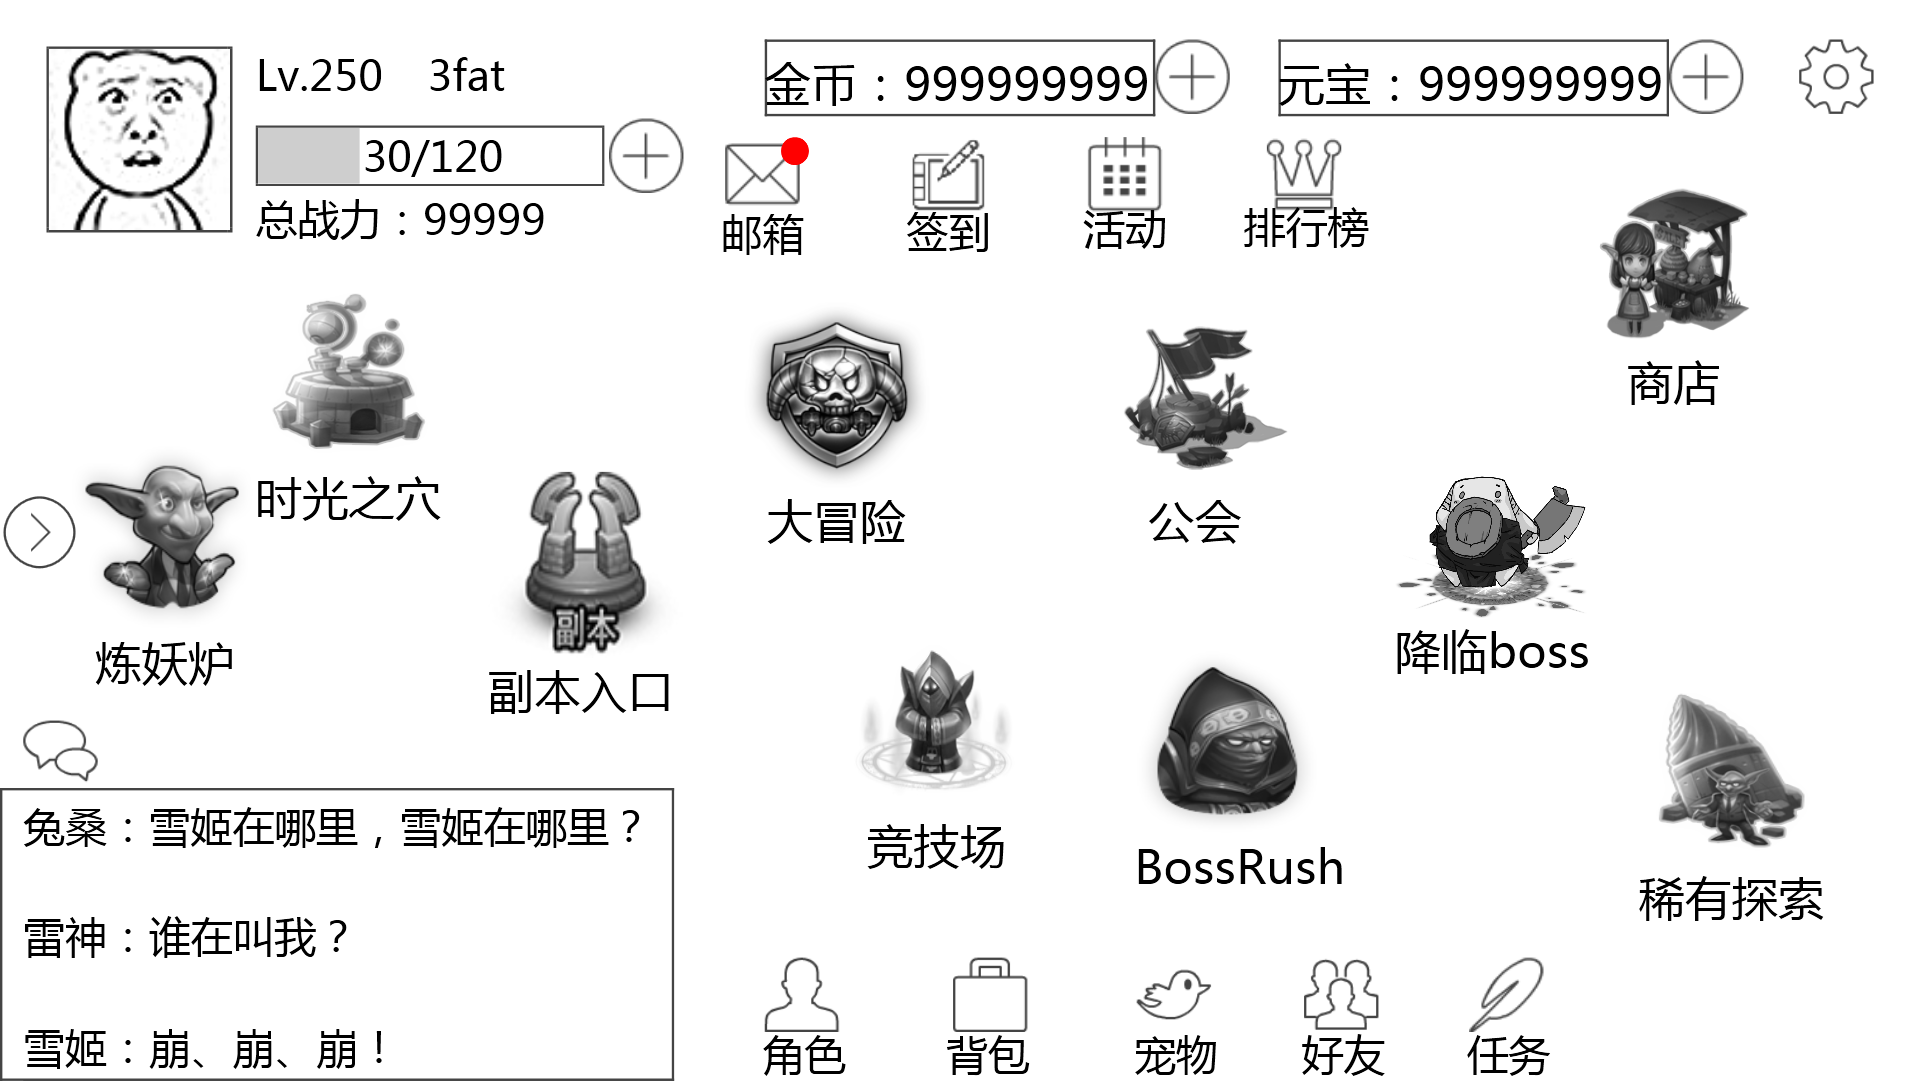 Lv.250 3fat
金币：999999999
元宝：999999999
30/120
总战力：99999
邮箱
签到
活动
排行榜
商店
时光之穴
大冒险
公会
炼妖炉
副本
副本入口
降临boss
竞技场
BossRush
稀有探索
兔桑：雪姬在哪里，雪姬在哪里？
雷神：谁在叫我？
雪姬：崩、崩、崩！
角色
背包
宠物
好友
任务